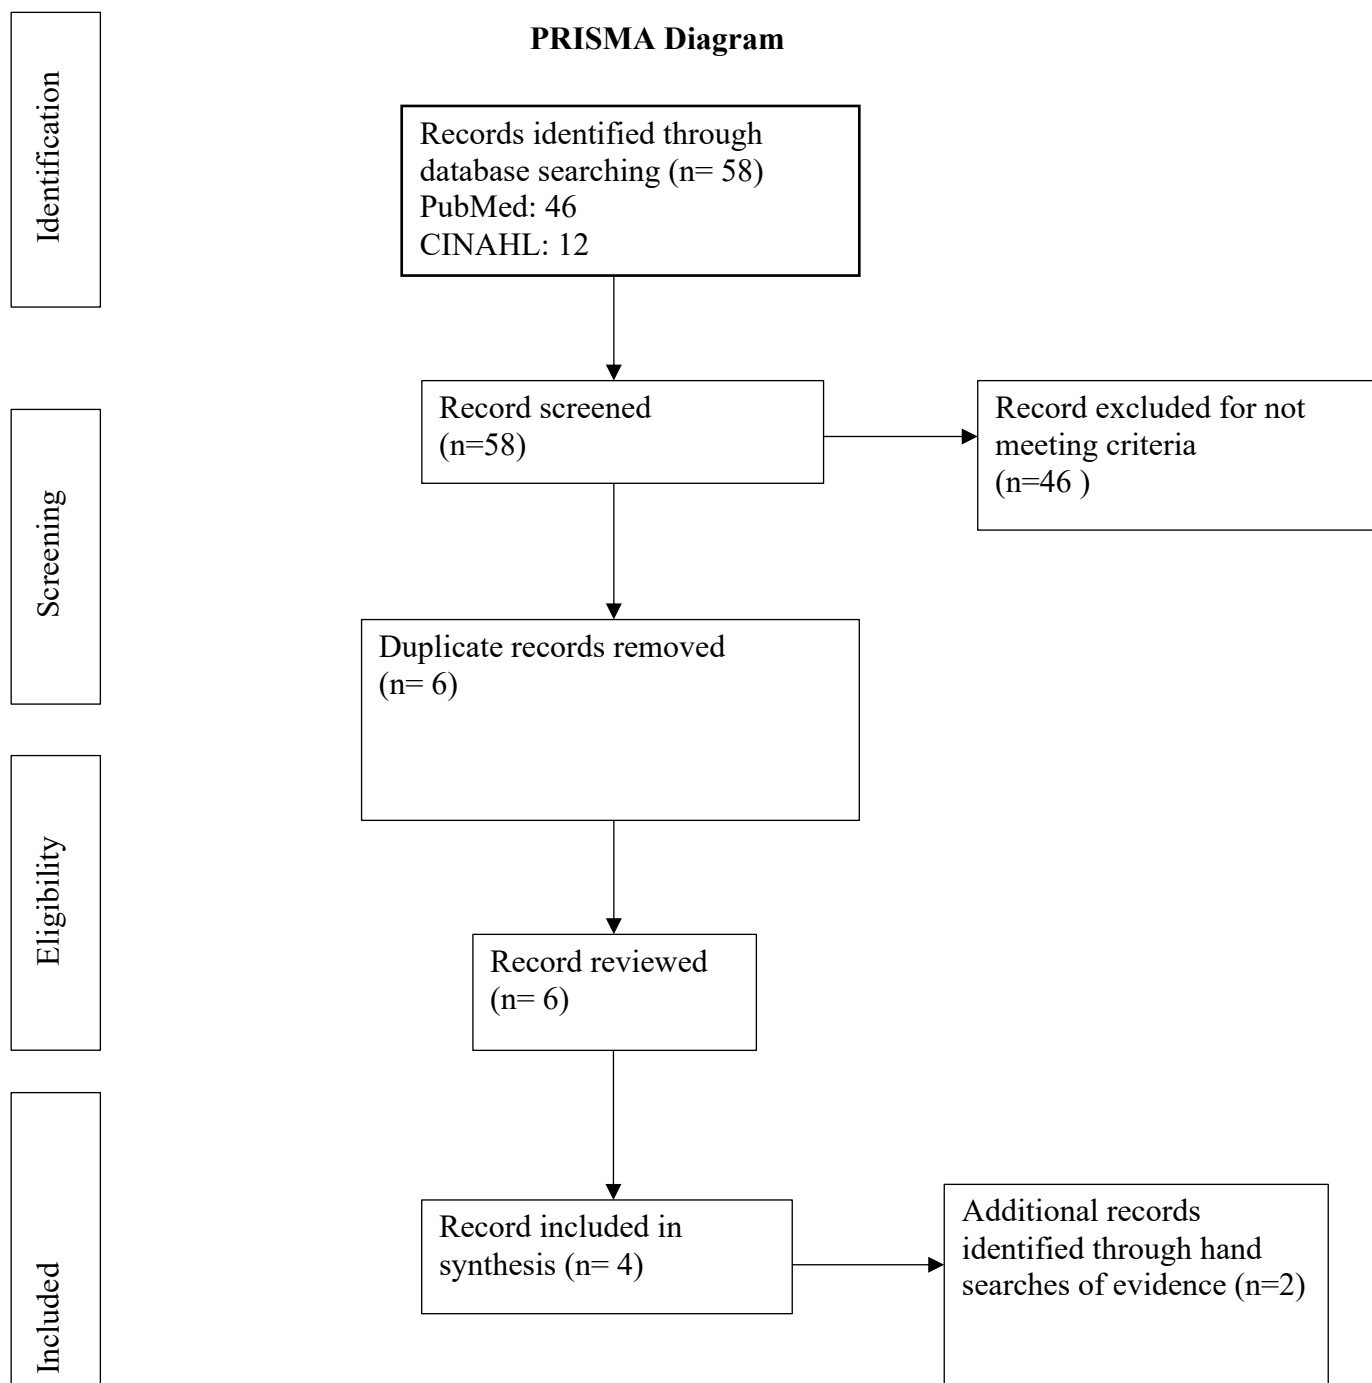 PRISMA Diagram
Identification
Records identified through
database searching (n= 58)
PubMed: 46
CINAHL: 12
Screening
Record screened
(n=58)
Record excluded for not
meeting criteria
(n=46 )
Duplicate records removed
(n= 6)
Eligibility
Record reviewed
(n= 6)
Included
Record included in
synthesis (n= 4)
Additional records
identified through hand
searches of evidence (n=2)